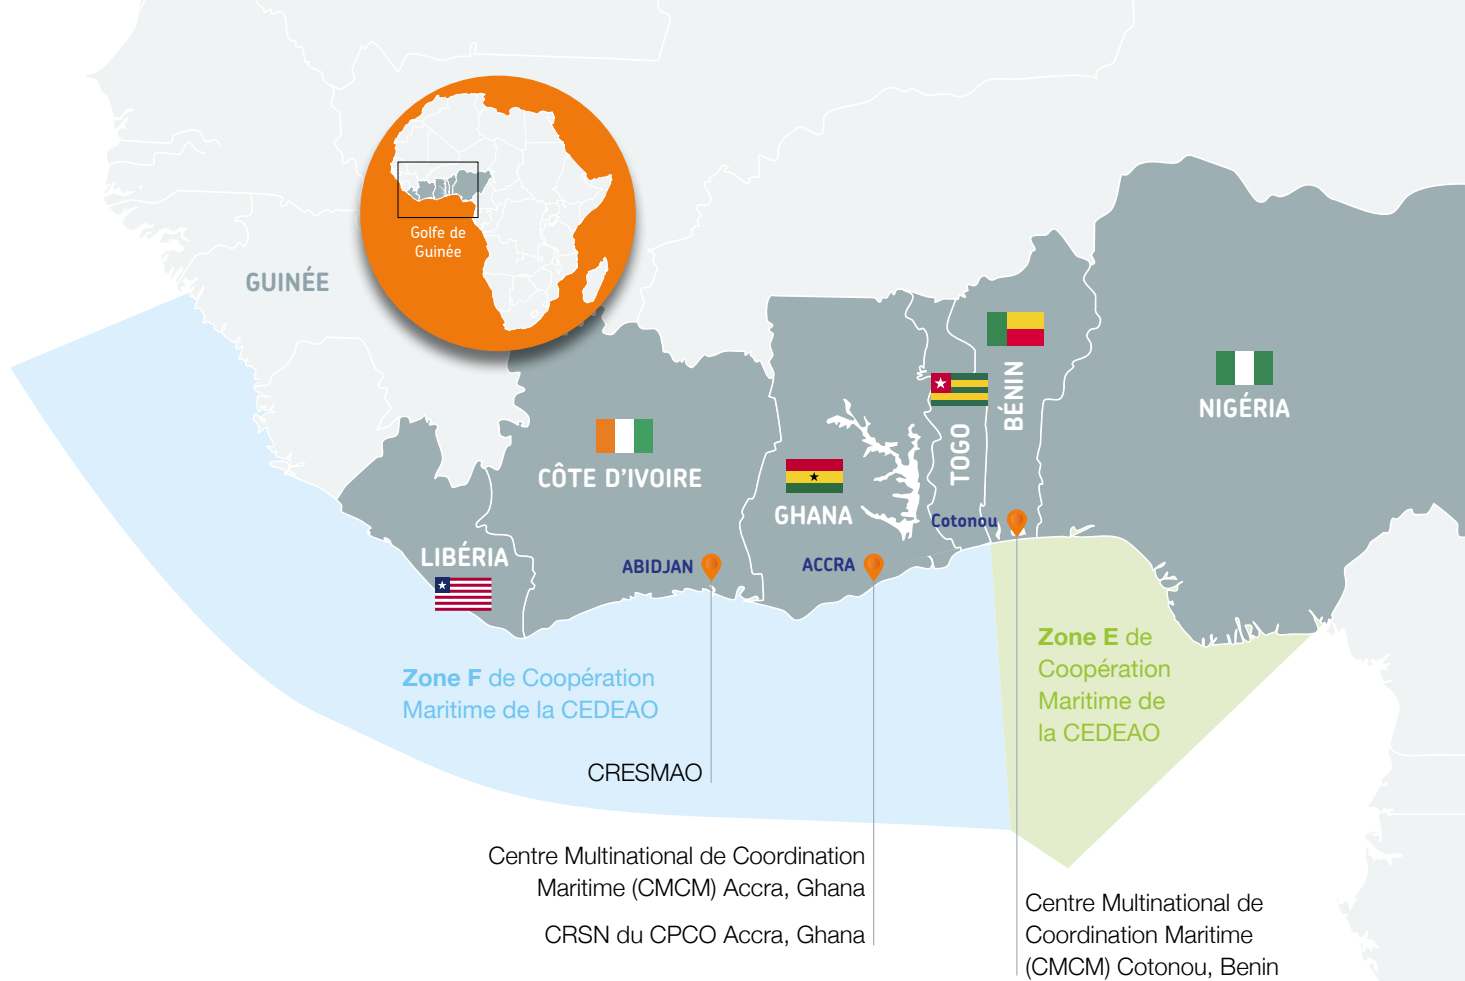 Golfe de
Guinée
GUINÉE
BÉNIN
NIGÉRIA
TOGO
CÔTE D’IVOIRE
GHANA
Cotonou
LIBÉRIA
ABIDJAN
ACCRA
Zone F de Coopération
Maritime de la CEDEAO
Zone E de
Coopération
Maritime de
la CEDEAO
CRESMAO
Centre Multinational de Coordination
Maritime (CMCM) Accra, Ghana
CRSN du CPCO Accra, Ghana
Centre Multinational de
Coordination Maritime
(CMCM) Cotonou, Benin